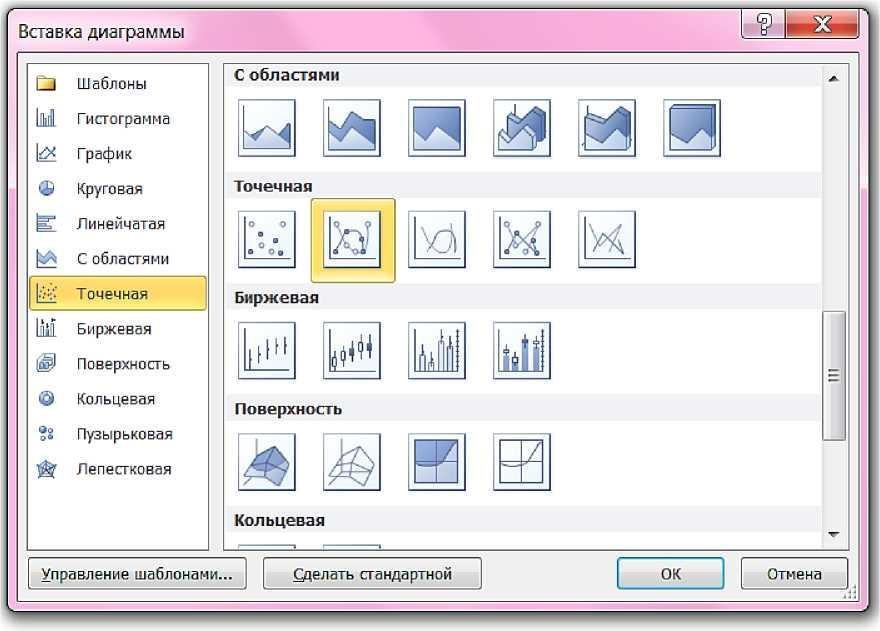 Вставка диаграммы
Шаблоны
Гистограмма
График
Круговая
Линейчатая
С областями
Точечная
Биржевая
Поверхность
Кольцевая
Пузырьковая
Лепестковая
С областями
Точечная
Биржевая
Поверхность
Кольцевая
Управление шаблонами...
Сделать стандартной
ОК
Отмена